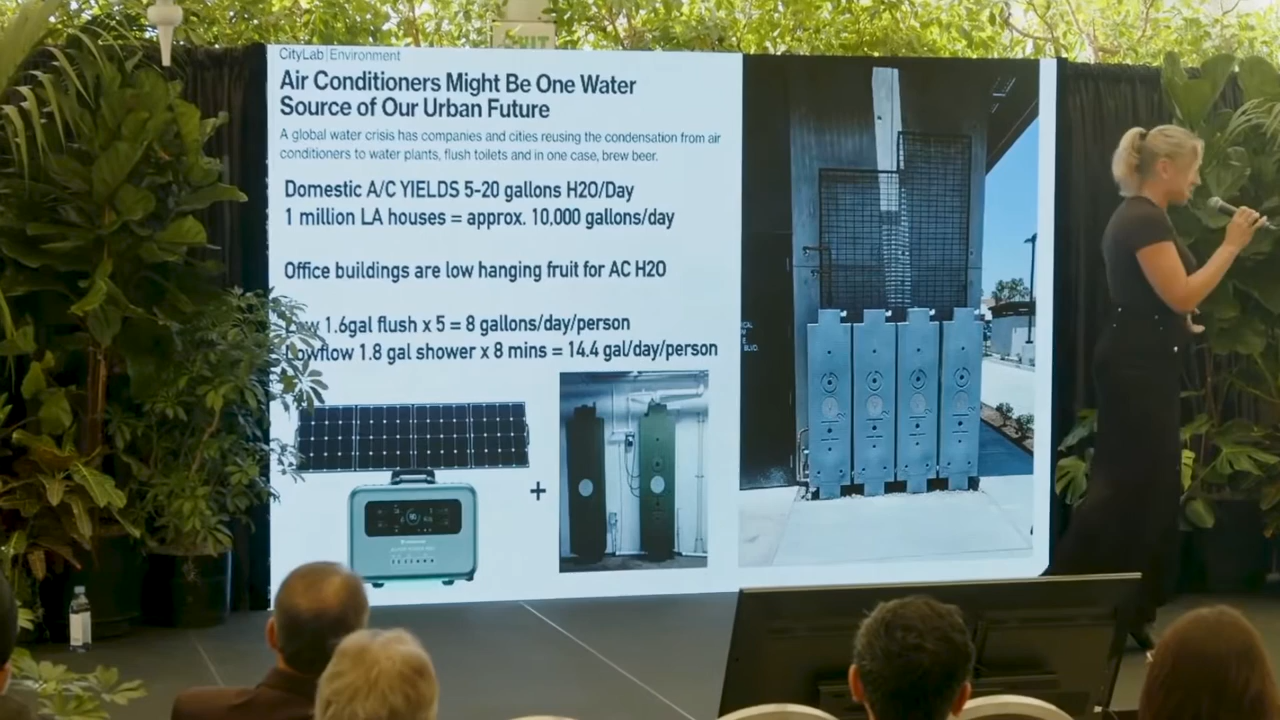 EXIT
CityLab|Environment
Air Conditioners Might Be One Water
Source of Our Urban Future
A global water crisis has companies and cities reusing the condensation from air
conditioners to water plants, flush toilets and in one case, brew beer.
Domestic A/C YIELDS 5-20 gallons H2O/Day
1 million LA houses = approx. 10,000 gallons/day
Office buildings are low hanging fruit for AC H2O
1.6gal flush x 5 = 8 gallons/day/person
Lowflow 1.8 gal shower x 8 mins = 14.4 gal/day/person
+
BLVD.